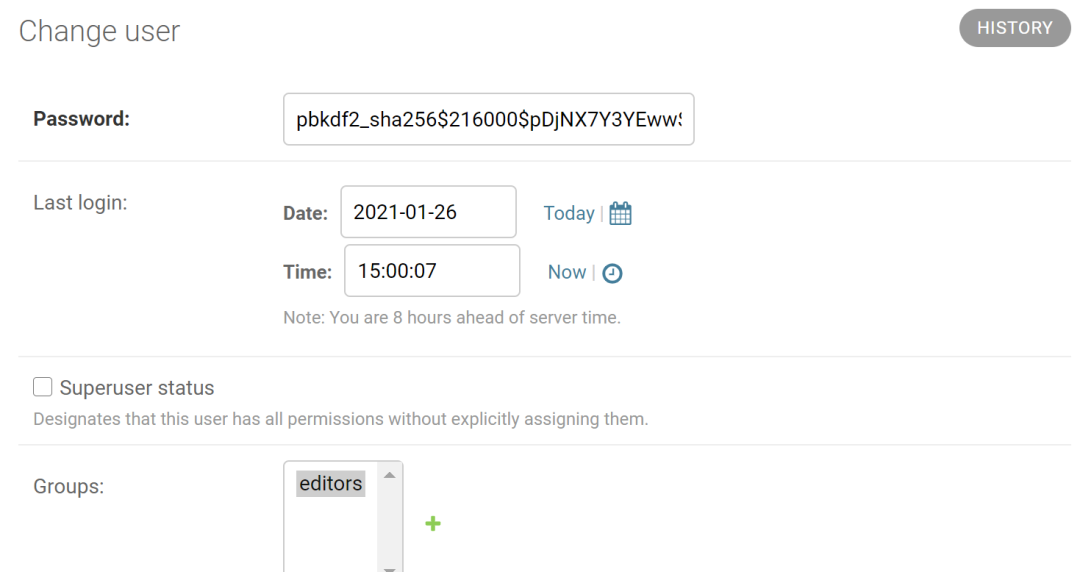 Change user
HISTORY
Password:
pbkdf2_sha256$216000$pDjNX7Y3YEww
Last login:
Date: 2021-01-26 Today |
Time: 15:00:07 Now |
Note: You are 8 hours ahead of server time.
Superuser status
Designates that this user has all permissions without explicitly assigning them.
Groups:
editors